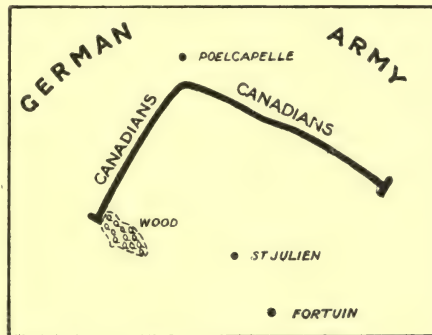 GERMAN ARMY
POELCAPELLE
CANADIANS
CANADIANS
WOOD
ST JULIEN
FORTUIN